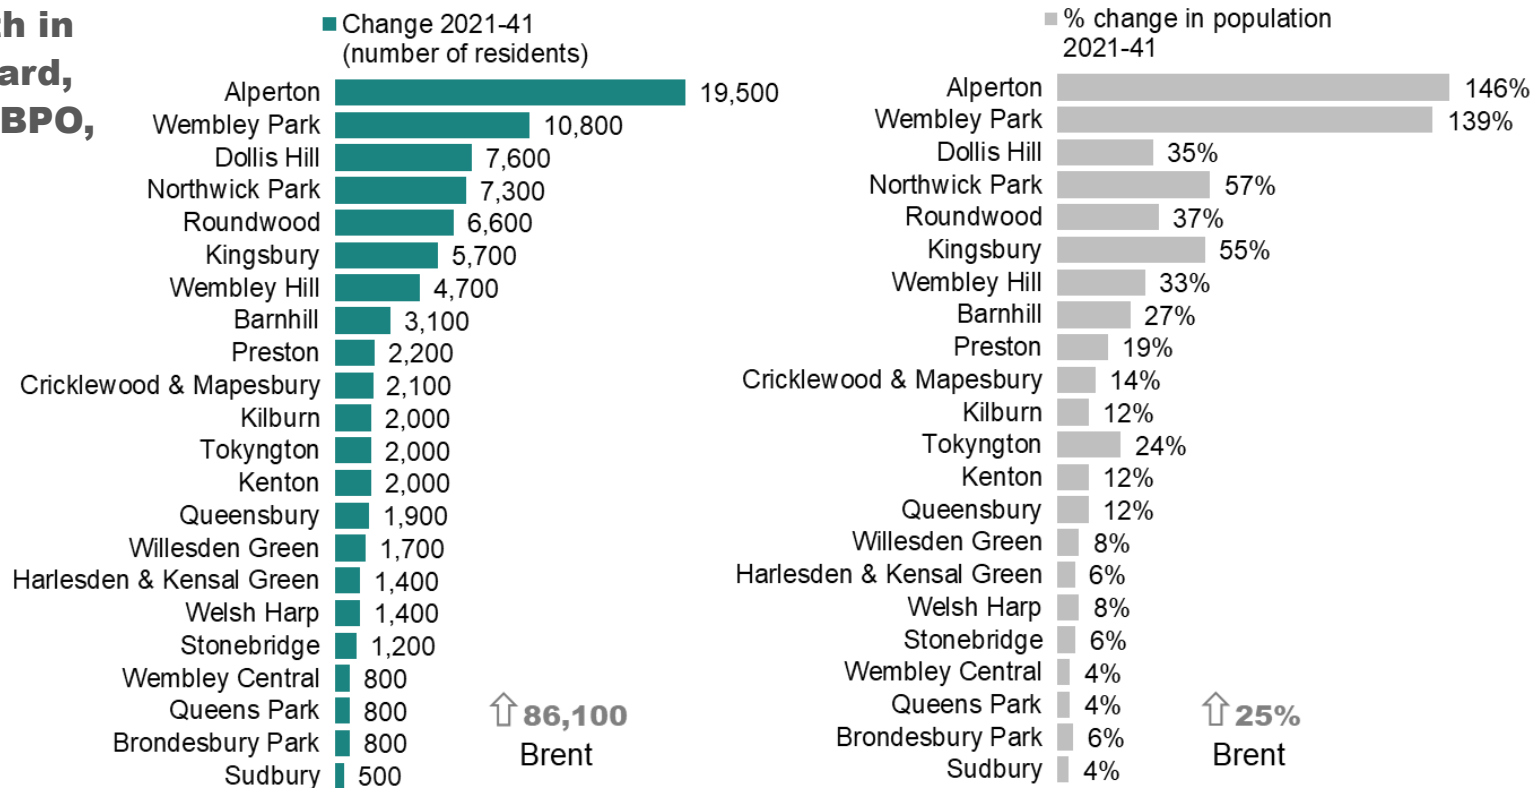 th in
ard,
BPO,
Change 2021-41
(number of residents)
Alperton 19,500
Wembley Park 10,800
Dollis Hill 7,600
Northwick Park 7,300
Roundwood 6,600
Kingsbury 5,700
Wembley Hill 4,700
Barnhill 3,100
Preston 2,200
Cricklewood & Mapesbury 2,100
Kilburn 2,000
Tokyngton 2,000
Kenton 2,000
Queensbury 1,900
Willesden Green 1,700
Harlesden & Kensal Green 1,400
Welsh Harp 1,400
Stonebridge 1,200
Wembley Central 800
Queens Park 800
Brondesbury Park 800
Sudbury 500
86,100
Brent
% change in population
2021-41
Alperton 146%
Wembley Park 139%
Dollis Hill 35%
Northwick Park 57%
Roundwood 37%
Kingsbury 55%
Wembley Hill 33%
Barnhill 27%
Preston 19%
Cricklewood & Mapesbury 14%
Kilburn 12%
Tokyngton 24%
Kenton 12%
Queensbury 12%
Willesden Green 8%
Harlesden & Kensal Green 6%
Welsh Harp 8%
Stonebridge 6%
Wembley Central 4%
Queens Park 4%
Brondesbury Park 6%
Sudbury 4%
25%
Brent